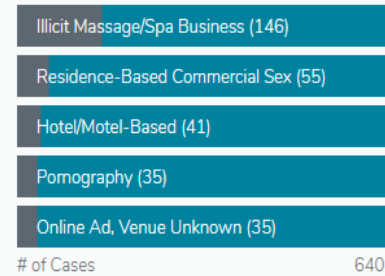 Illicit Massage/Spa Business (146)
Residence-Based Commercial Sex (55)
Hotel/Motel-Based (41)
Pornography (35)
Online Ad, Venue Unknown (35)
# of Cases 640